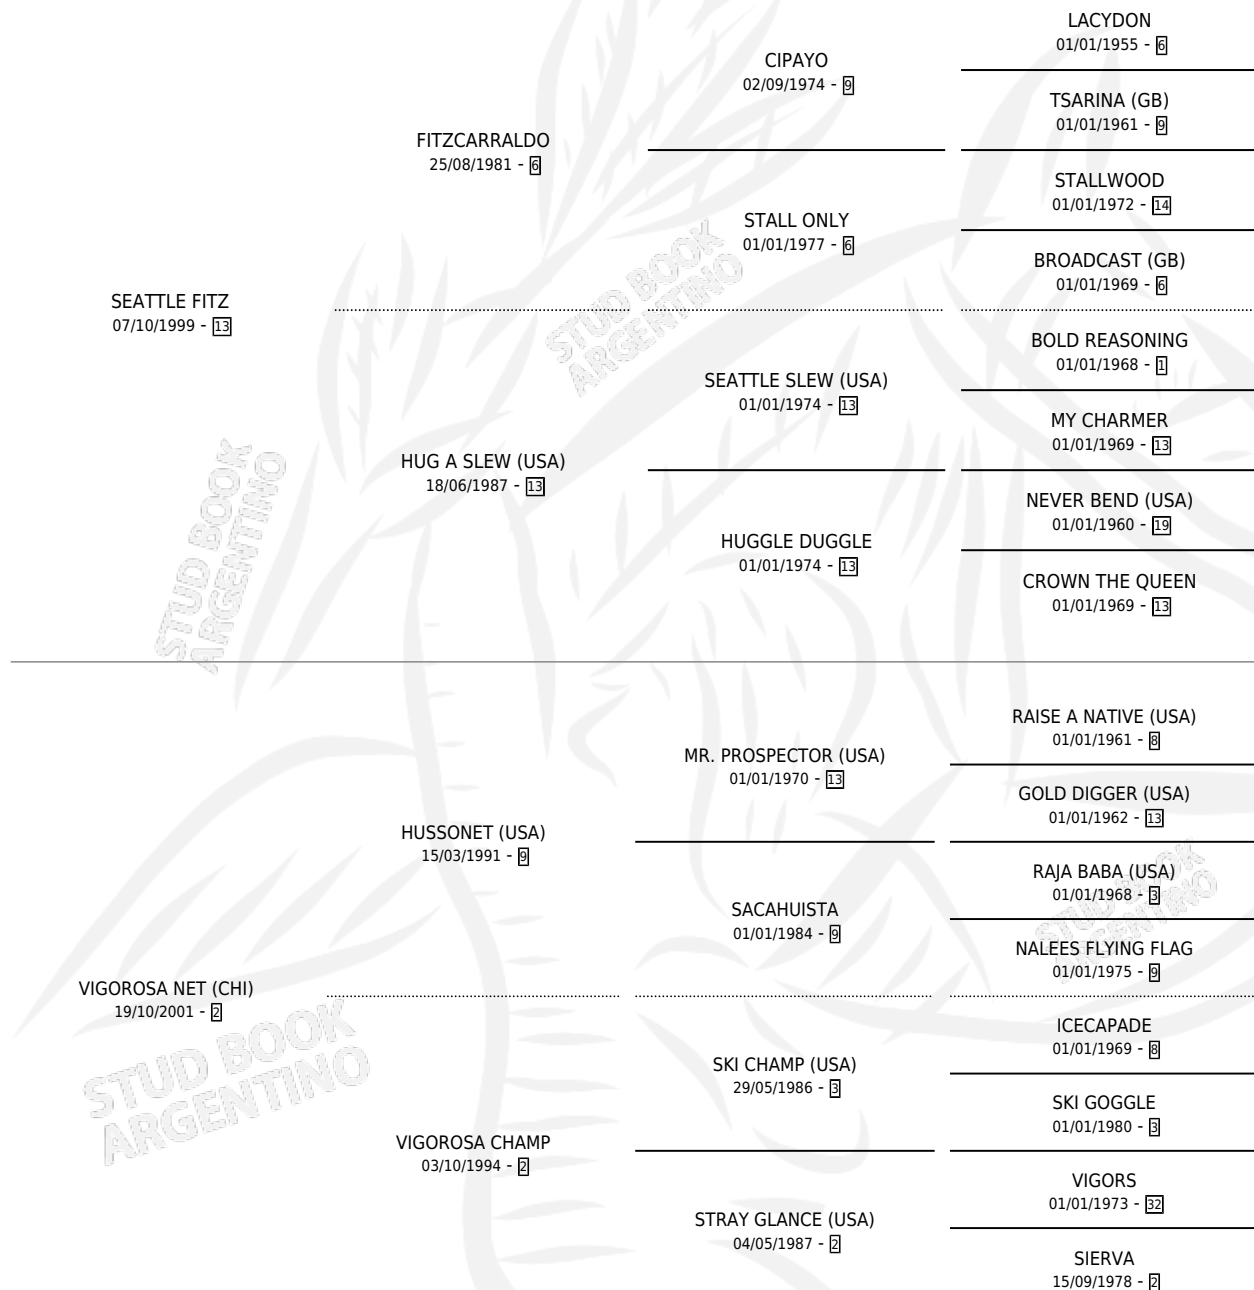 LACYDON
01/01/1955 - 6
CIPAYO
02/09/1974 - 9
TSARINA (GB)
01/01/1961 - 9
FITZCARRALDO
25/08/1981 - 6
STALLWOOD
01/01/1972 - 14
STALL ONLY
01/01/1977 - 6
BROADCAST (GB)
01/01/1969 - 6
SEATTLE FITZ
07/10/1999 - 13
BOLD REASONING
01/01/1968 - 1
SEATTLE SLEW (USA)
01/01/1974 - 13
MY CHARMER
01/01/1969 - 13
HUG A SLEW (USA)
18/06/1987 - 13
NEVER BEND (USA)
01/01/1960 - 19
HUGGLE DUGGLE
01/01/1974 - 13
CROWN THE QUEEN
01/01/1969 - 13
RAISE A NATIVE (USA)
01/01/1961 - 8
MR. PROSPECTOR (USA)
01/01/1970 - 13
GOLD DIGGER (USA)
01/01/1962 - 13
HUSSONET (USA)
15/03/1991 - 9
RAJA BABA (USA)
01/01/1968 - 3
SACAHUISTA
01/01/1984 - 9
NALEES FLYING FLAG
01/01/1975 - 9
VIGOROSA NET (CHI)
19/10/2001 - 2
ICECAPADE
01/01/1969 - 8
SKI CHAMP (USA)
29/05/1986 - 3
SKI GOGGLE
01/01/1980 - 3
VIGOROSA CHAMP
03/10/1994 - 2
VIGORS
01/01/1973 - 32
STRAY GLANCE (USA)
04/05/1987 - 2
SIERVA
15/09/1978 - 2
STUD BOOK
ARGENTINO
STUD BOOK
ARGENTINO
STUD BOOK
ARGENTINO
STUD BOOK
ARGENTINO